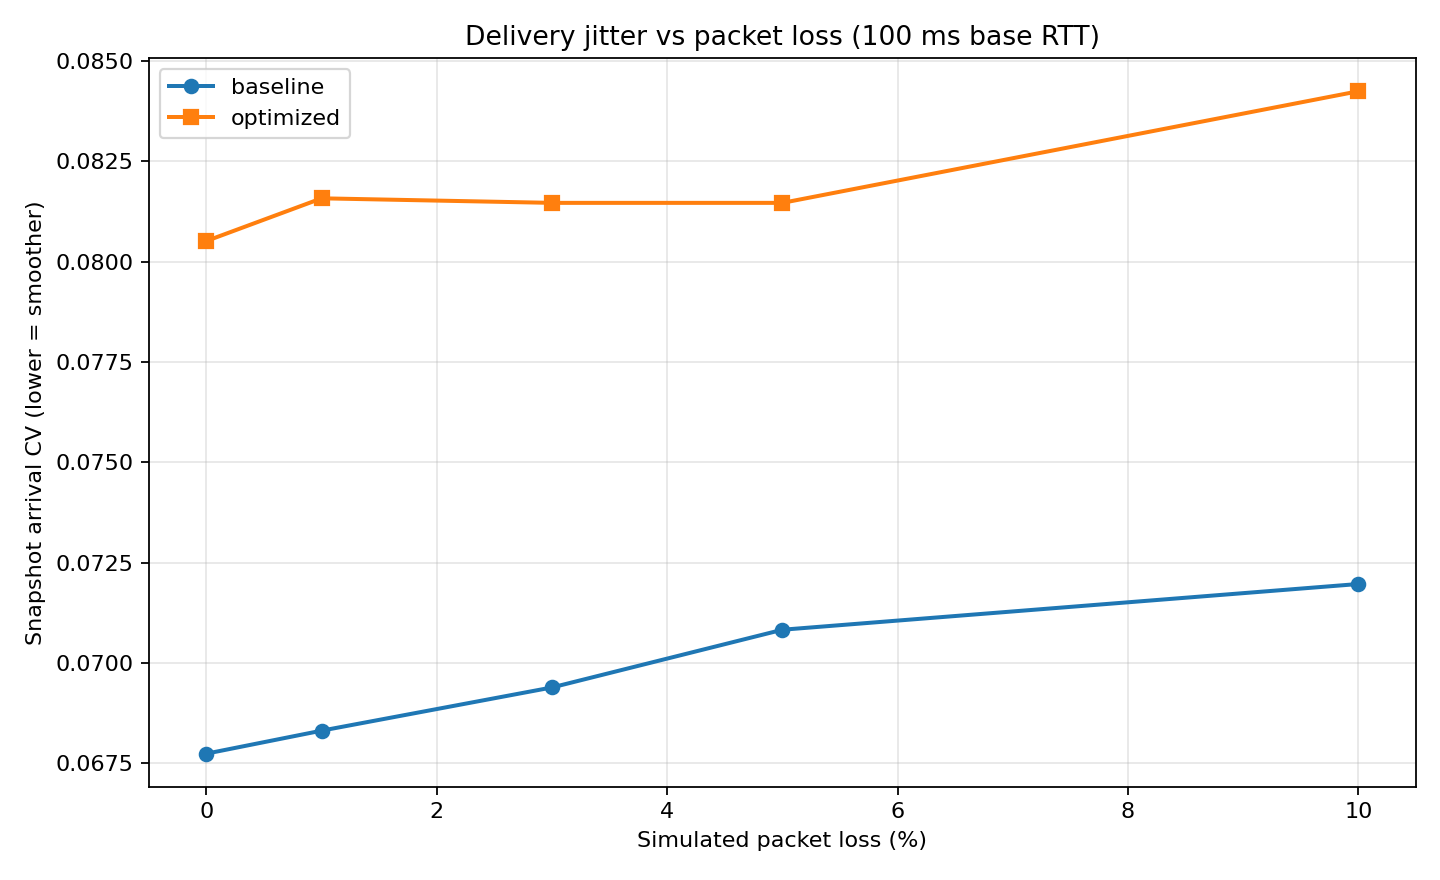 Delivery jitter vs packet loss (100 ms base RTT)
baseline
optimized
Snapshot arrival CV (lower = smoother)
0.0850
0.0825
0.0800
0.0775
0.0750
0.0725
0.0700
0.0675
0 2 4 6 8 10
Simulated packet loss (%)